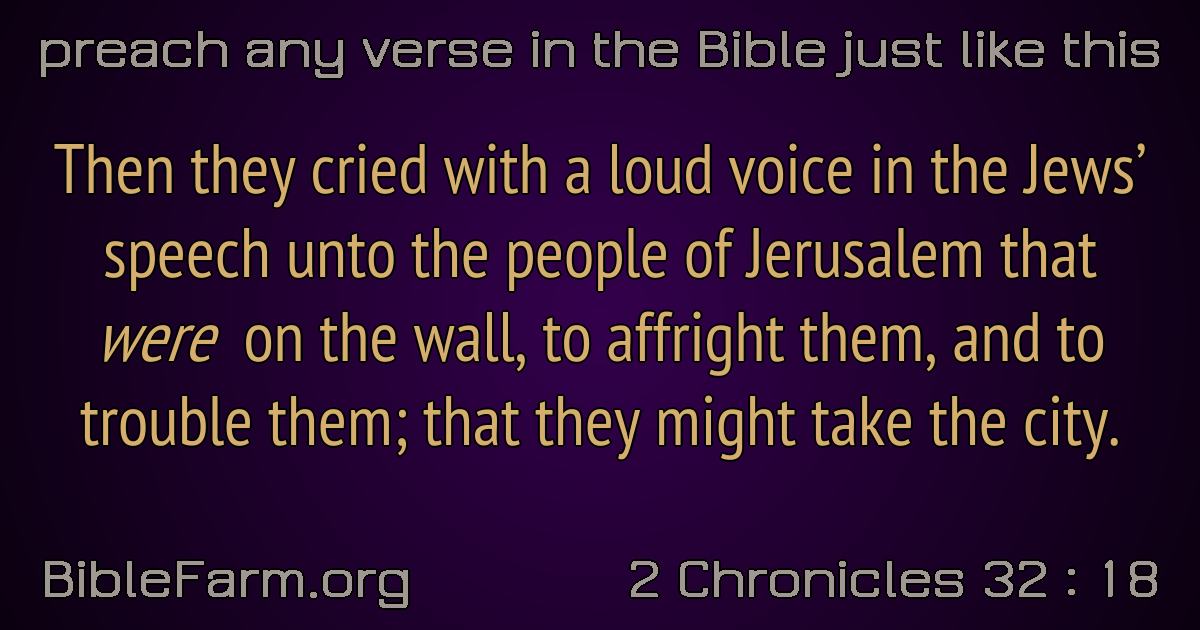 preach any verse in the Bible just like this
Then they cried with a loud voice in the Jews’
speech unto the people of Jerusalem that
were on the wall, to affright them, and to
trouble them; that they might take the city.
BibleFarm.org
2 Chronicles 32 : 18